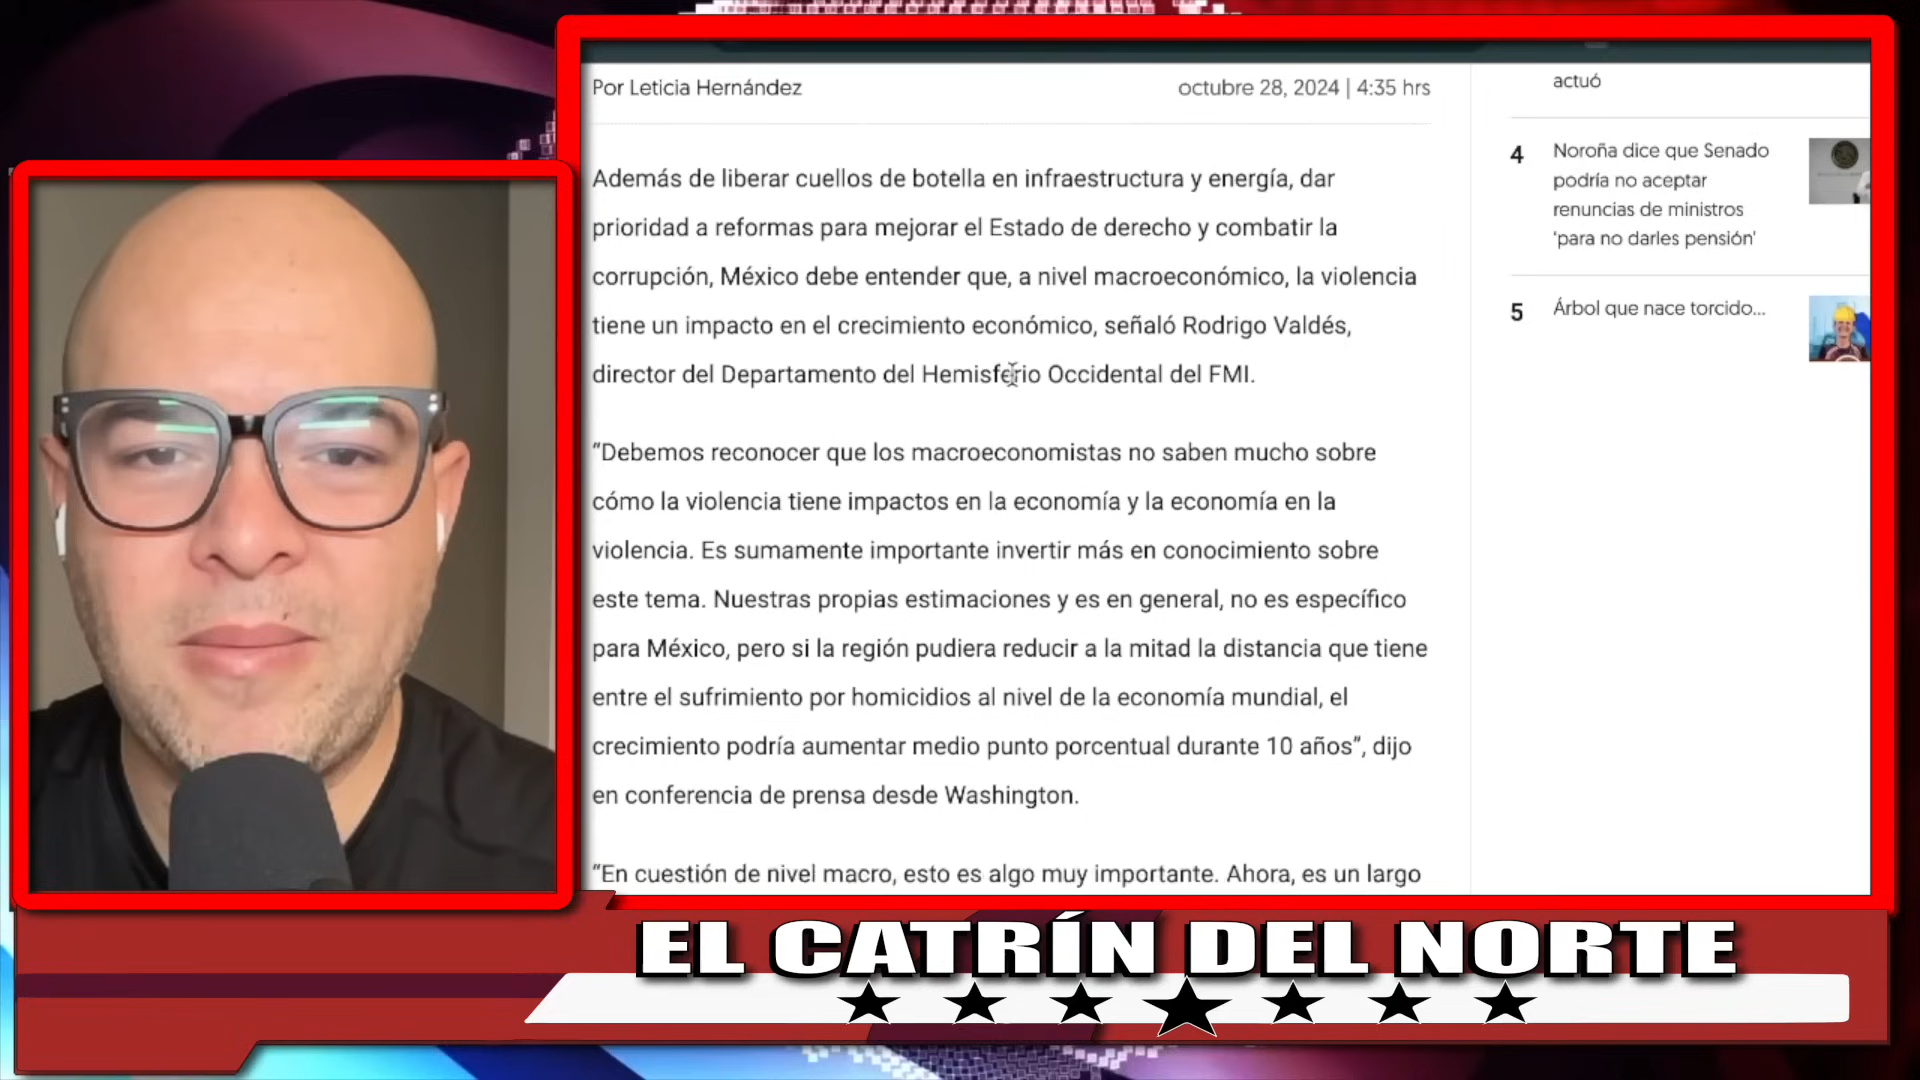 Por Leticia Hernández
octubre 28, 2024 | 4:35 hrs
Además de liberar cuellos de botella en infraestructura y energía, dar
prioridad a reformas para mejorar el Estado de derecho y combatir la
corrupción, México debe entender que, a nivel macroeconómico, la violencia
tiene un impacto en el crecimiento económico, señaló Rodrigo Valdés,
director del Departamento del Hemisferio Occidental del FMI.
“Debemos reconocer que los macroeconomistas no saben mucho sobre
cómo la violencia tiene impactos en la economía y la economía en la
violencia. Es sumamente importante invertir más en conocimiento sobre
este tema. Nuestras propias estimaciones y es en general, no es específico
para México, pero si la región pudiera reducir a la mitad la distancia que tiene
entre el sufrimiento por homicidios al nivel de la economía mundial, el
crecimiento podría aumentar medio punto porcentual durante 10 años”, dijo
en conferencia de prensa desde Washington.
“En cuestión de nivel macro, esto es algo muy importante. Ahora, es un largo
actuó
4
Noroña dice que Senado
podría no aceptar
renuncias de ministros
‘para no darles pensión’
5
Árbol que nace torcido...
EL CATRÍN DEL NORTE